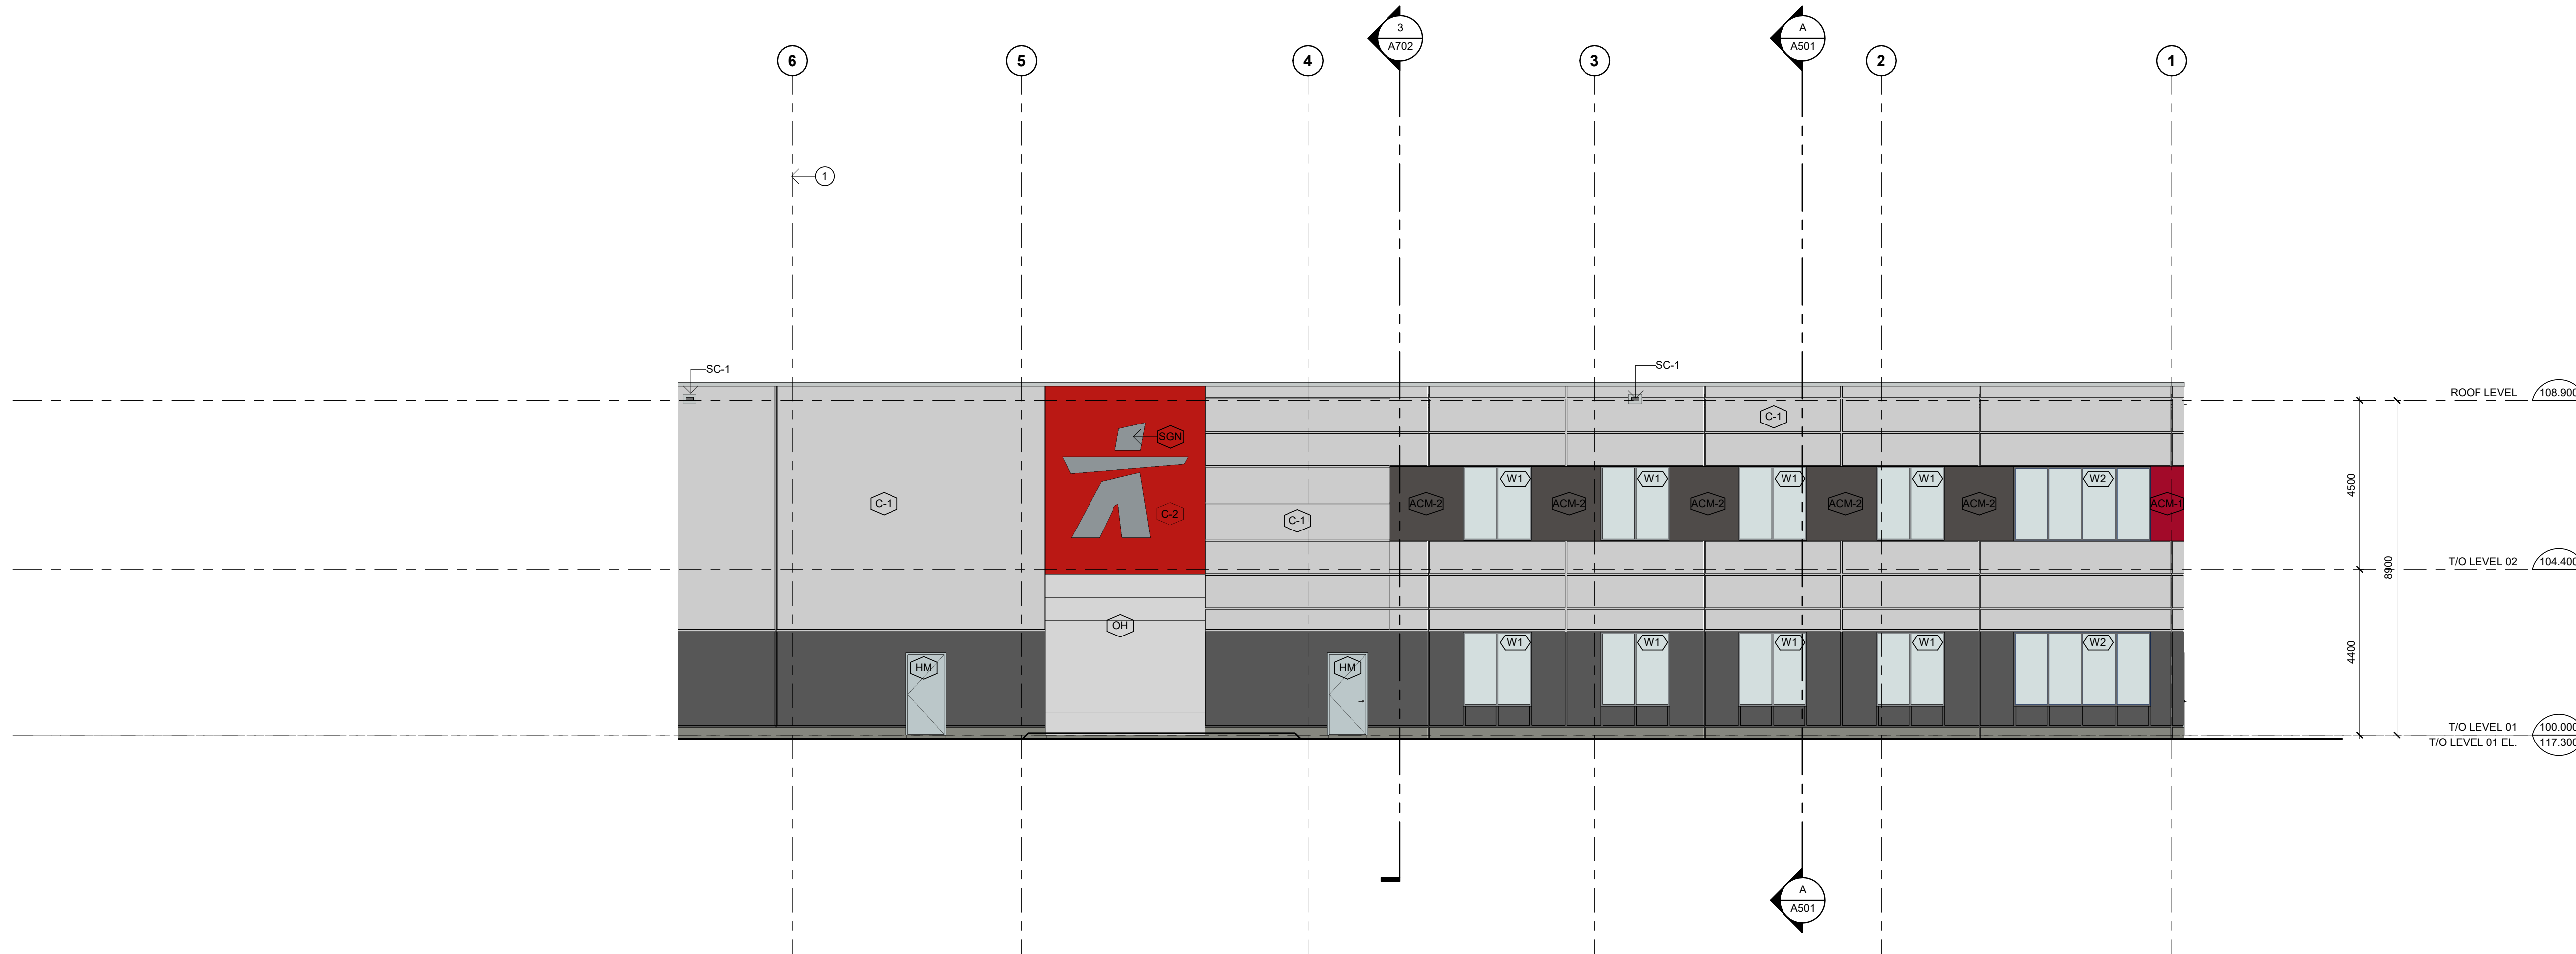 3
A702
A
A501
6
5
4
3
2
1
1
SC-1
SC-1
ROOF LEVEL
108.900
C-1
SGN
W1
W1
W1
W1
W2
4500
C-1
C-2
C-1
ACM-2
ACM-2
ACM-2
ACM-2
ACM-2
ACM-1
T/O LEVEL 02
104.400
8900
OH
HM
HM
W1
W1
W1
W1
W2
4400
T/O LEVEL 01
100.000
T/O LEVEL 01 EL.
117.300
A
A501